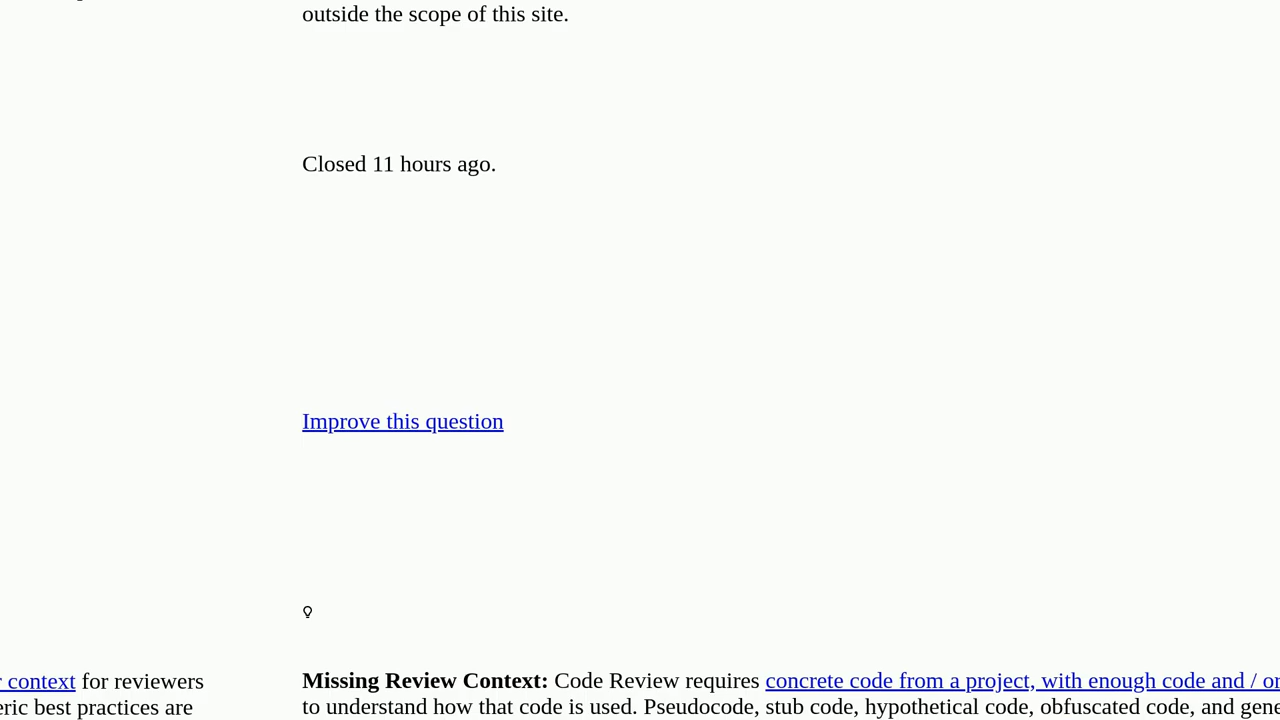 outside the scope of this site.
Closed 11 hours ago.
Improve this question
context for reviewers
eric best practices are
Missing Review Context: Code Review requires concrete code from a project, with enough code and / or
to understand how that code is used. Pseudocode, stub code, hypothetical code, obfuscated code, and gene